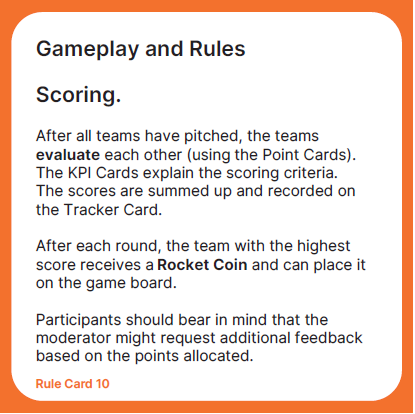 Gameplay and Rules
Scoring.
After all teams have pitched, the teams
evaluate each other (using the Point Cards).
The KPI Cards explain the scoring criteria.
The scores are summed up and recorded on
the Tracker Card.
After each round, the team with the highest
score receives a Rocket Coin and can place it
on the game board.
Participants should bear in mind that the
moderator might request additional feedback
based on the points allocated.
Rule Card 10